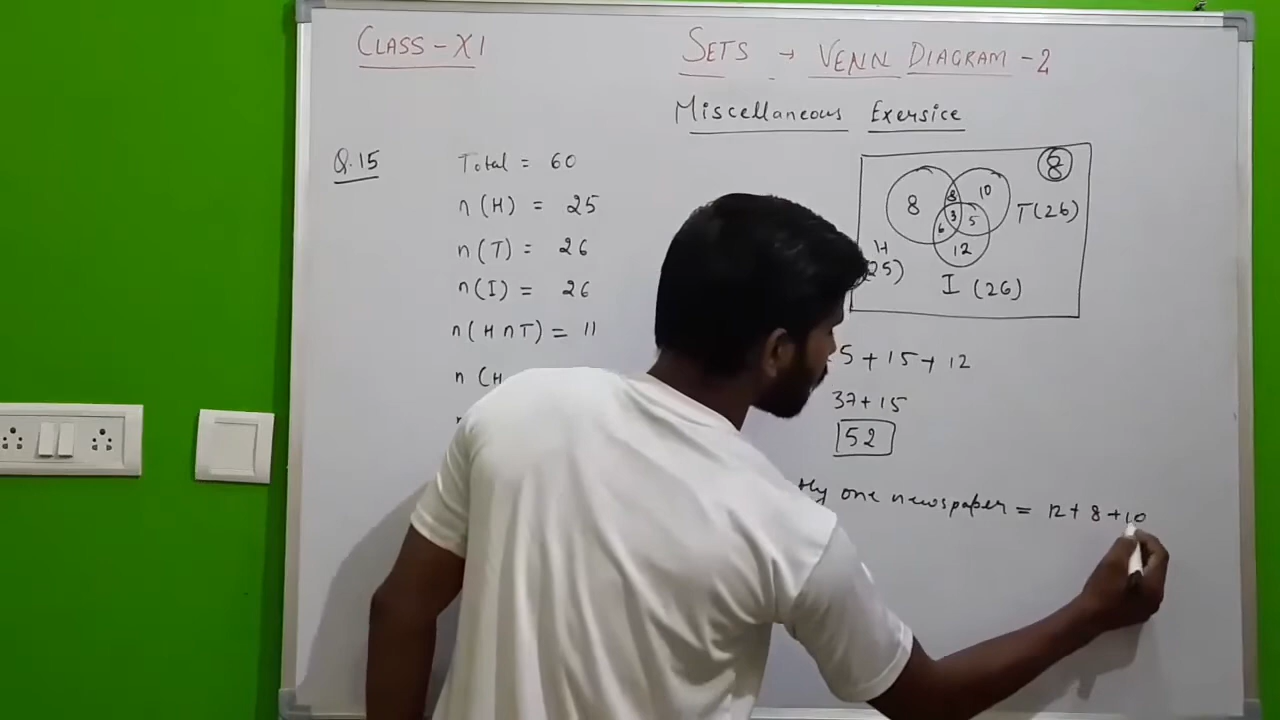 CLASS-XI
SETS → VENN DIAGRAM -2
Miscellaneous Exersice
Q.15
Total = 60
n(H) = 25
n(T) = 26
n(I) = 26
n(H∩T) = 11
n(H
8
8
8
10
3
6
5
12
T(26)
H
25)
I (26)
5+15+12
37+15
52
tly one newspaper = 12+8+10